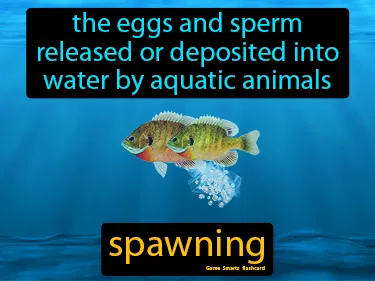 the eggs and sperm
released or deposited into
water by aquatic animals
spawning
Game Smartz flashcard